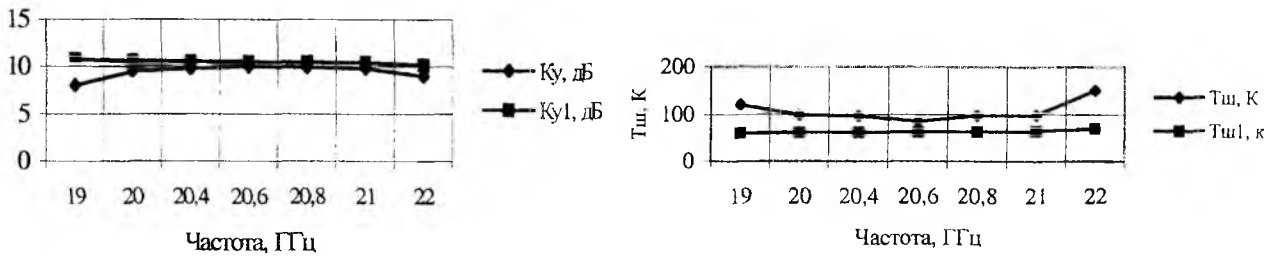 15
10
5
0
19 20 20,4 20,6 20,8 21 22
Частота, ГГц
Ку, дБ
Ку1, дБ
Тш, К
200
100
0
19 20 20,4 20,6 20,8 21 22
Частота, ГГц
Тш, К
Тш1, к